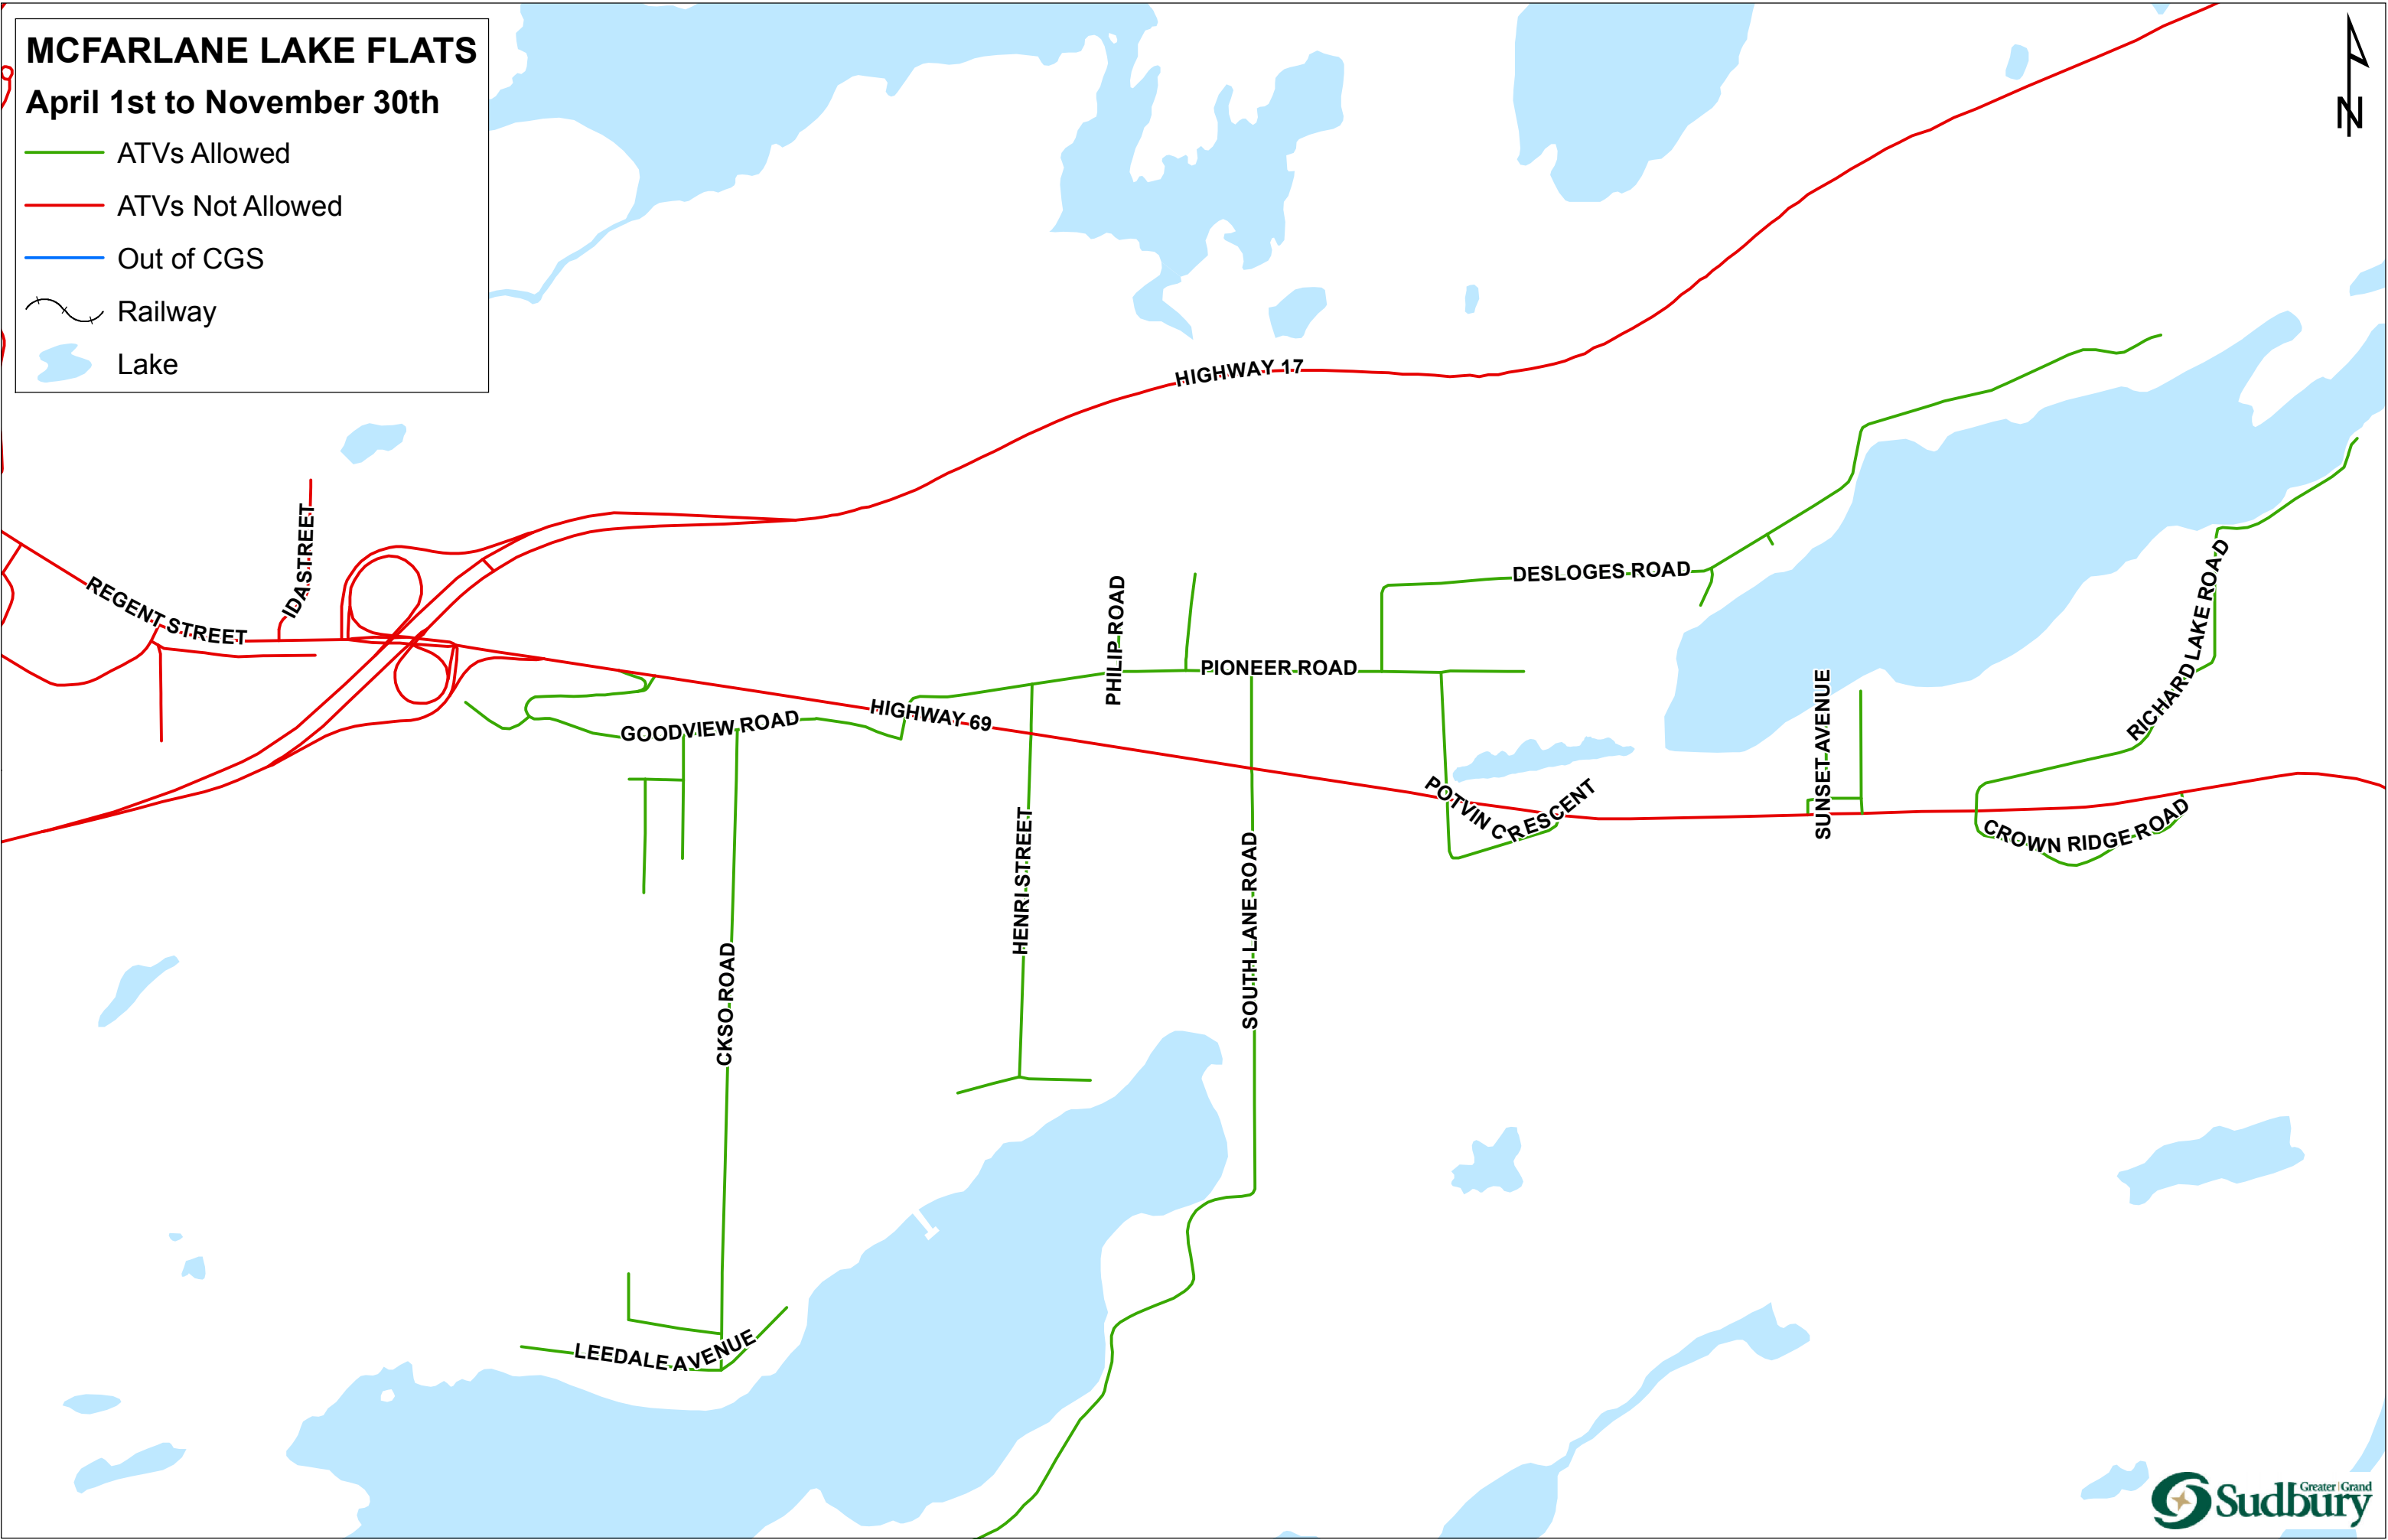 MCFARLANE LAKE FLATS
April 1st to November 30th
ATVs Allowed
ATVs Not Allowed
Out of CGS
Railway
Lake
N
HIGHWAY 17
IDA STREET
REGENT STREET
DESLOGES ROAD
PHILIP ROAD
PIONEER ROAD
RICHARD LAKE ROAD
GOODVIEW ROAD
HIGHWAY 69
SUNSET AVENUE
POTVIN CRESCENT
CROWN RIDGE ROAD
HENRI STREET
SOUTH LANE ROAD
CKSO ROAD
LEEDALE AVENUE
Greater | Grand
Sudbury